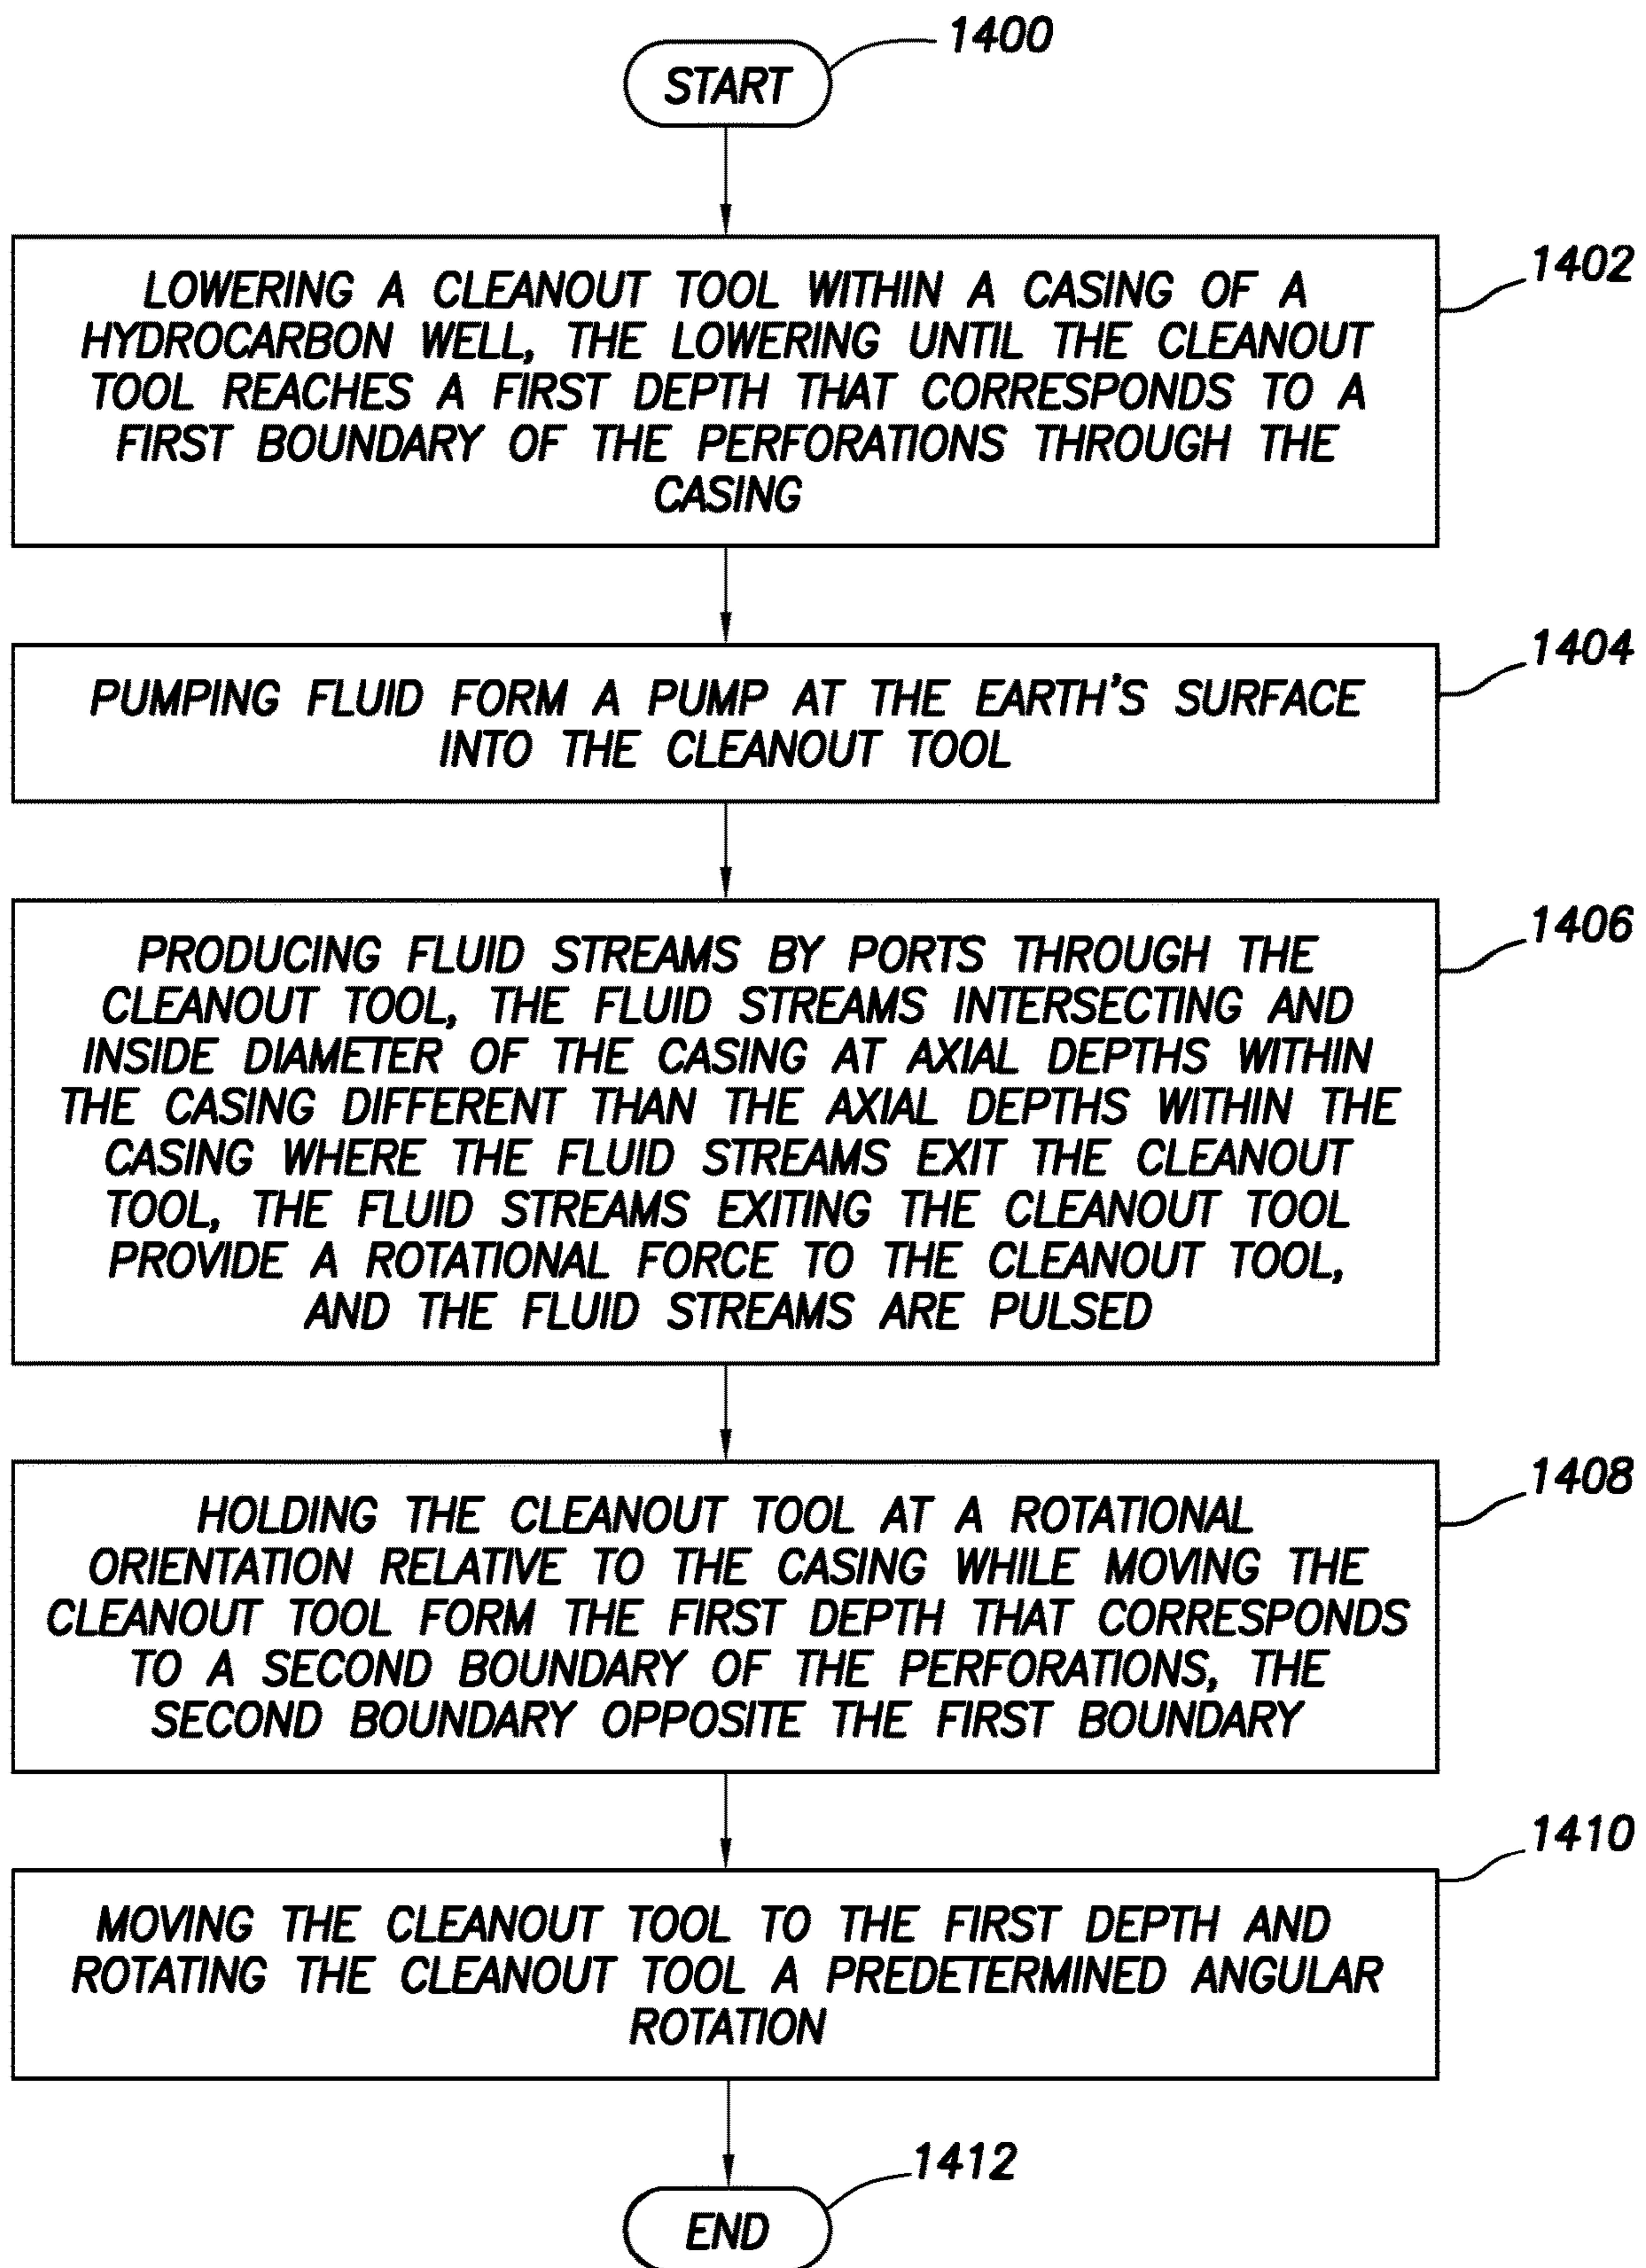 1400
START
1402
LOWERING A CLEANOUT TOOL WITHIN A CASING OF A
HYDROCARBON WELL, THE LOWERING UNTIL THE CLEANOUT
TOOL REACHES A FIRST DEPTH THAT CORRESPONDS TO A
FIRST BOUNDARY OF THE PERFORATIONS THROUGH THE
CASING
1404
PUMPING FLUID FORM A PUMP AT THE EARTH'S SURFACE
INTO THE CLEANOUT TOOL
1406
PRODUCING FLUID STREAMS BY PORTS THROUGH THE
CLEANOUT TOOL, THE FLUID STREAMS INTERSECTING AND
INSIDE DIAMETER OF THE CASING AT AXIAL DEPTHS WITHIN
THE CASING DIFFERENT THAN THE AXIAL DEPTHS WITHIN THE
CASING WHERE THE FLUID STREAMS EXIT THE CLEANOUT
TOOL, THE FLUID STREAMS EXITING THE CLEANOUT TOOL
PROVIDE A ROTATIONAL FORCE TO THE CLEANOUT TOOL,
AND THE FLUID STREAMS ARE PULSED
1408
HOLDING THE CLEANOUT TOOL AT A ROTATIONAL
ORIENTATION RELATIVE TO THE CASING WHILE MOVING THE
CLEANOUT TOOL FORM THE FIRST DEPTH THAT CORRESPONDS
TO A SECOND BOUNDARY OF THE PERFORATIONS, THE
SECOND BOUNDARY OPPOSITE THE FIRST BOUNDARY
1410
MOVING THE CLEANOUT TOOL TO THE FIRST DEPTH AND
ROTATING THE CLEANOUT TOOL A PREDETERMINED ANGULAR
ROTATION
1412
END